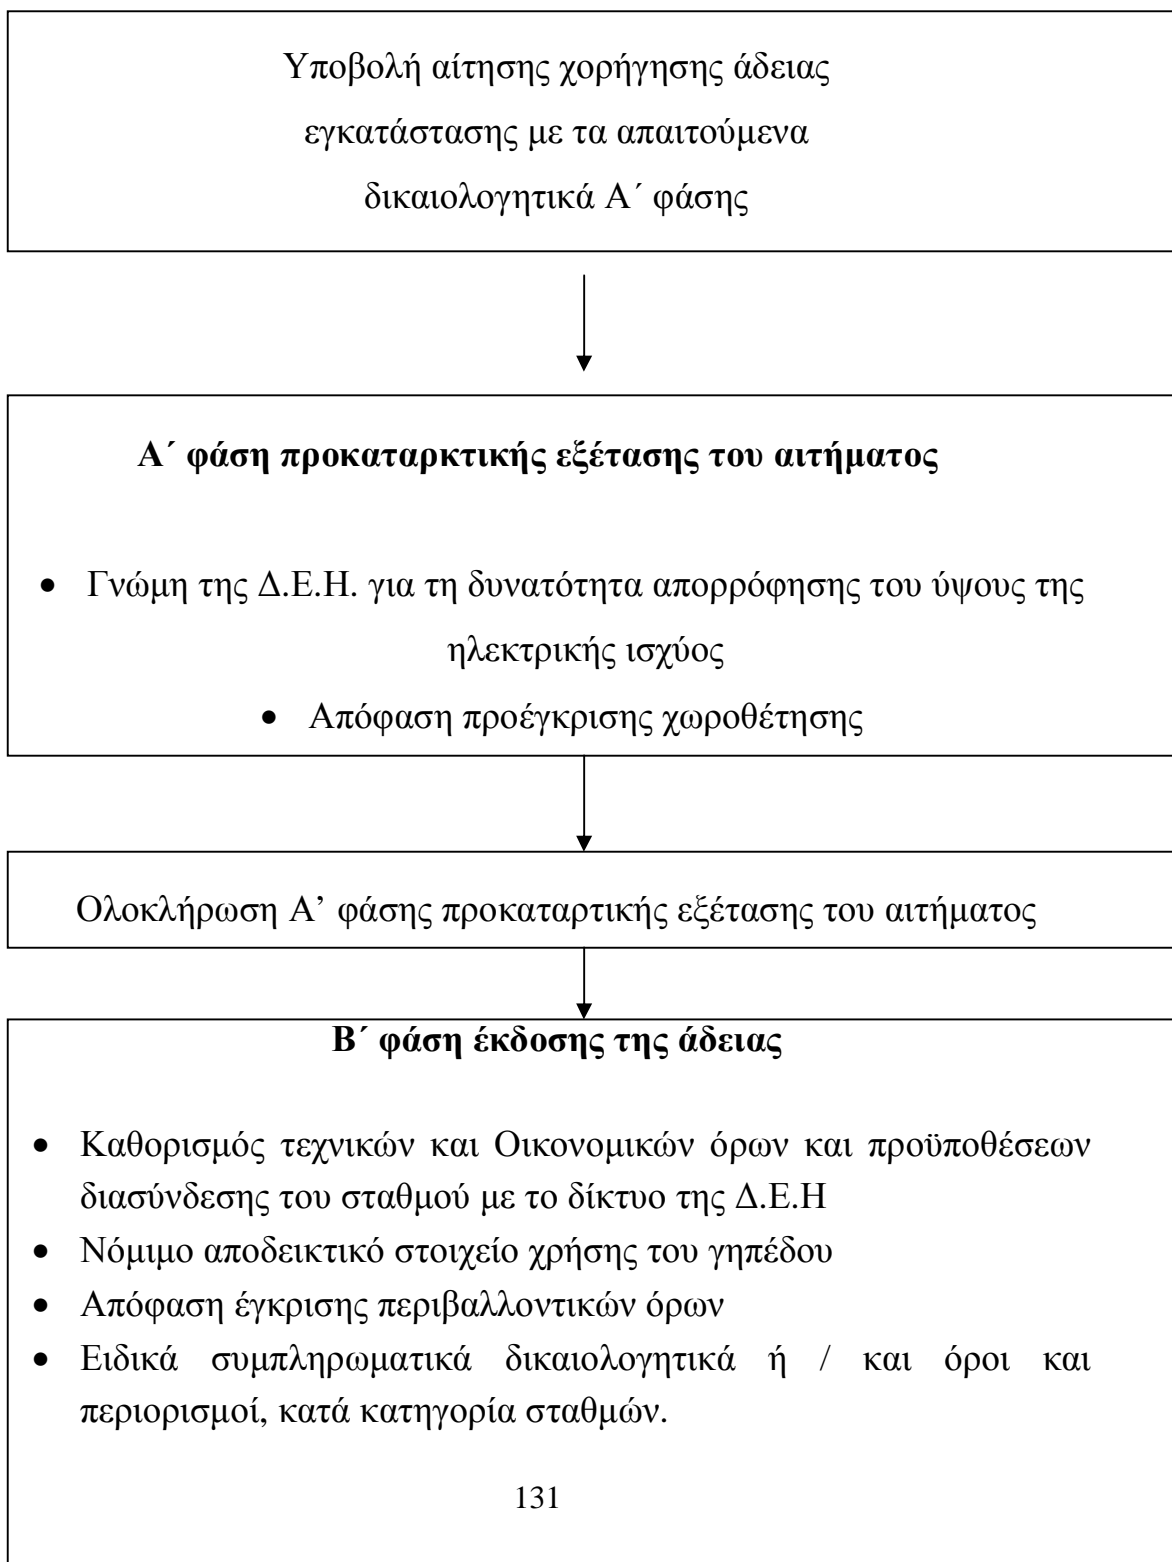 Υποβολή αίτησης χορήγησης άδειας
εγκατάστασης με τα απαιτούμενα
δικαιολογητικά Α΄ φάσης
Α΄ φάση προκαταρκτικής εξέτασης του αιτήματος
• Γνώμη της Δ.Ε.Η. για τη δυνατότητα απορρόφησης του ύψους της
ηλεκτρικής ισχύος
• Απόφαση προέγκρισης χωροθέτησης
Ολοκλήρωση Α’ φάσης προκαταρτικής εξέτασης του αιτήματος
Β΄ φάση έκδοσης της άδειας
• Καθορισμός τεχνικών και Οικονομικών όρων και προϋποθέσεων
διασύνδεσης του σταθμού με το δίκτυο της Δ.Ε.Η
• Νόμιμο αποδεικτικό στοιχείο χρήσης του γηπέδου
• Απόφαση έγκρισης περιβαλλοντικών όρων
• Ειδικά συμπληρωματικά δικαιολογητικά ή / και όροι και
περιορισμοί, κατά κατηγορία σταθμών.
131